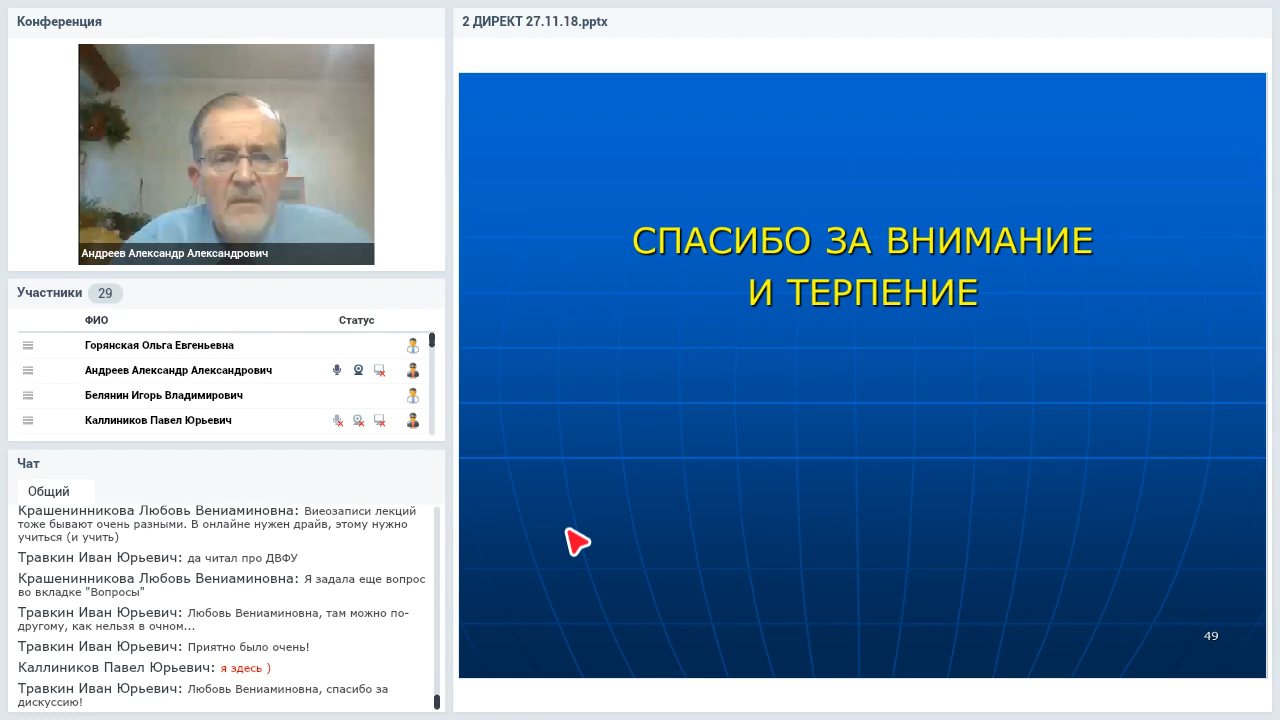 Конференция
Андреев Александр Александрович
Участники 29
ФИО Статус
Горянская Ольга Евгеньевна
Андреев Александр Александрович
Белянин Игорь Владимирович
Каллиников Павел Юрьевич
Чат
Общий
Крашенинникова Любовь Вениаминовна: Виеозаписи лекций
тоже бывают очень разными. В онлайне нужен драйв, этому нужно
учиться (и учить)
Травкин Иван Юрьевич: да читал про ДВФУ
Крашенинникова Любовь Вениаминовна: Я задала еще вопрос
во вкладке "Вопросы"
Травкин Иван Юрьевич: Любовь Вениаминовна, там можно по-
другому, как нельзя в очном...
Травкин Иван Юрьевич: Приятно было очень!
Каллиников Павел Юрьевич: я здесь )
Травкин Иван Юрьевич: Любовь Вениаминовна, спасибо за
дискуссию!
2 ДИРЕКТ 27.11.18.pptx
СПАСИБО ЗА ВНИМАНИЕ
И ТЕРПЕНИЕ
49